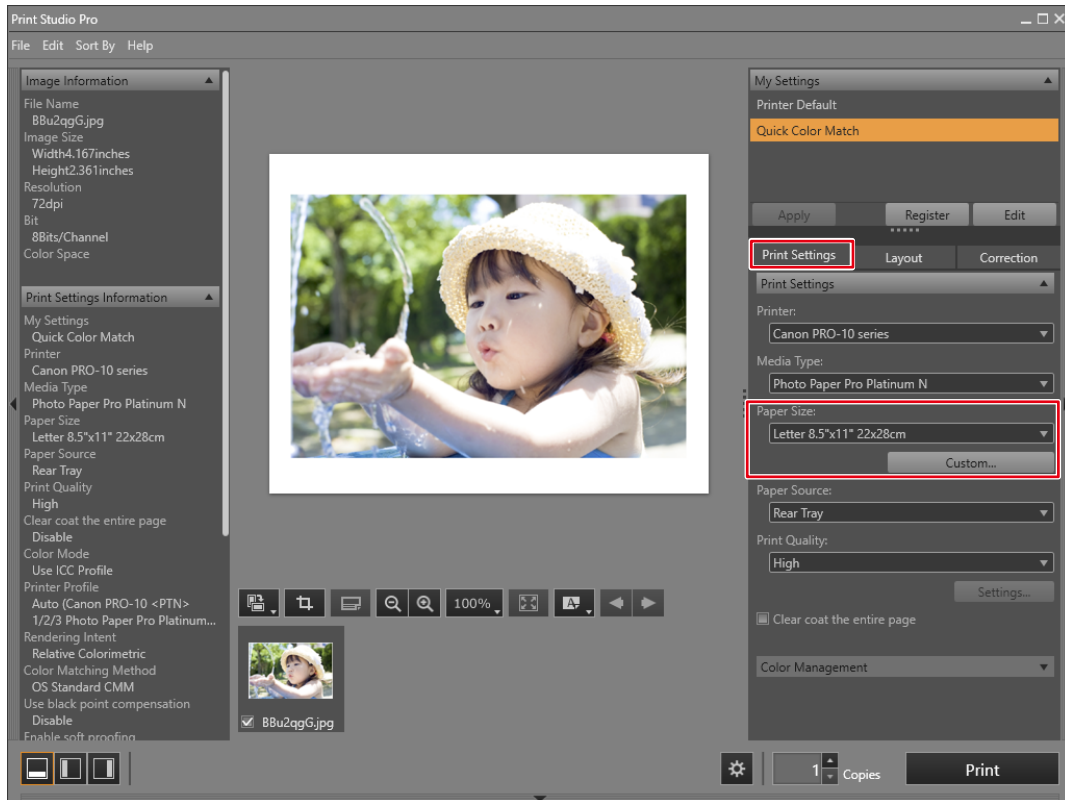 Print Studio Pro
File Edit Sort By Help
Image Information
File Name
BBu2qgG.jpg
Image Size
Width4.167inches
Height2.361inches
Resolution
72dpi
Bit
8Bits/Channel
Color Space
Print Settings Information
My Settings
Quick Color Match
Printer
Canon PRO-10 series
Media Type
Photo Paper Pro Platinum N
Paper Size
Letter 8.5"x11" 22x28cm
Paper Source
Rear Tray
Print Quality
High
Clear coat the entire page
Disable
Color Mode
Use ICC Profile
Printer Profile
Auto (Canon PRO-10 <PTN>
1/2/3 Photo Paper Pro Platinum...
Rendering Intent
Relative Colorimetric
Color Matching Method
OS Standard CMM
Use black point compensation
Disable
Enable soft proofing
100%
BBu2qgG.jpg
My Settings
Printer Default
Quick Color Match
Apply Register Edit
Print Settings Layout Correction
Print Settings
Printer:
Canon PRO-10 series
Media Type:
Photo Paper Pro Platinum N
Paper Size:
Letter 8.5"x11" 22x28cm
Custom...
Paper Source:
Rear Tray
Print Quality:
High
Settings...
Clear coat the entire page
Color Management
1 Copies Print